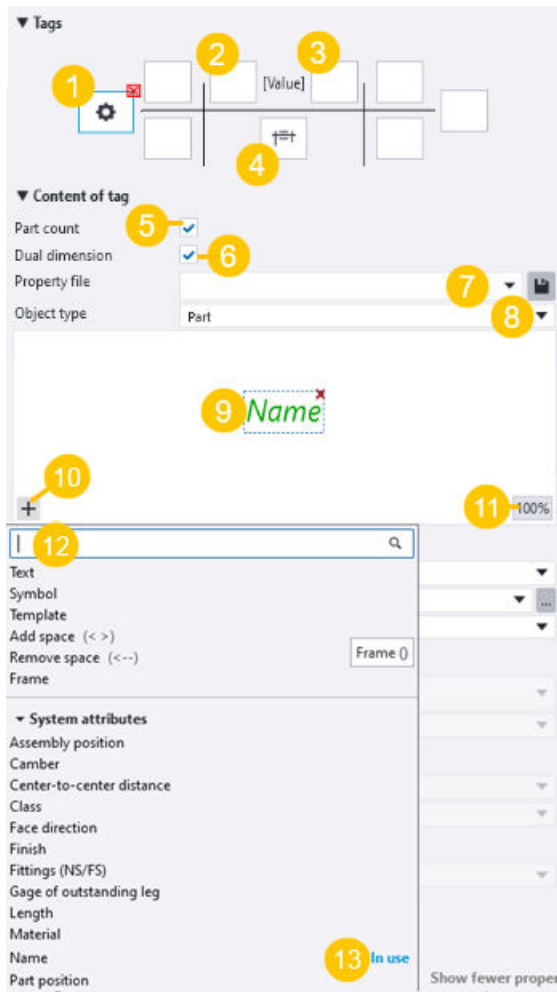 ▼ Tags
1
2
[Value]
3
4
▼ Content of tag
Part count
5
Dual dimension
6
Property file
7
Object type
Part
8
9
Name
10
+
11
100%
12
Text
Symbol
Template
...
Add space (< >)
Remove space (<--)
Frame ()
Frame
▾ System attributes
Assembly position
Camber
Center-to-center distance
Class
Face direction
Finish
Fittings (NS/FS)
Gage of outstanding leg
Length
Material
Name
13
In use
Part position
Show fewer proper